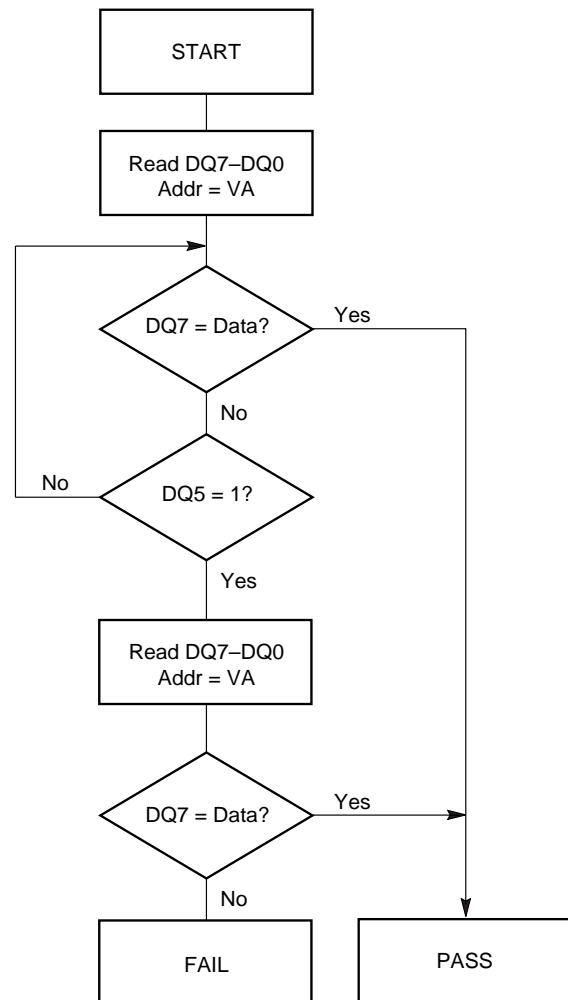 START
Read DQ7–DQ0
Addr = VA
DQ7 = Data?
Yes
No
No
DQ5 = 1?
Yes
Read DQ7–DQ0
Addr = VA
DQ7 = Data?
Yes
No
FAIL
PASS